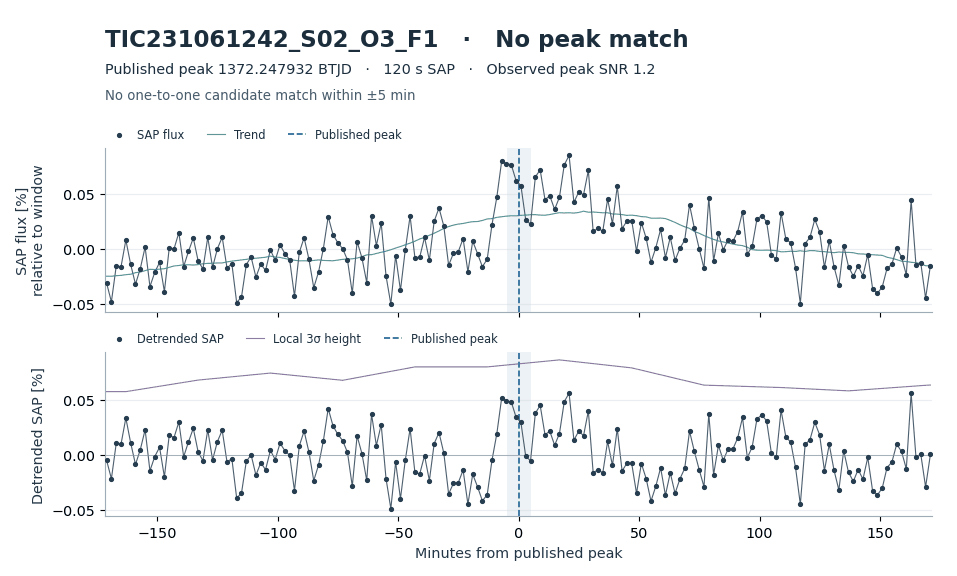 TIC231061242_S02_O3_F1 · No peak match
Published peak 1372.247932 BTJD · 120 s SAP · Observed peak SNR 1.2
No one-to-one candidate match within ±5 min
SAP flux Trend Published peak
SAP flux [%]
relative to window
0.05
0.00
−0.05
Detrended SAP Local 3σ height Published peak
Detrended SAP [%]
0.05
0.00
−0.05
−150 −100 −50 0 50 100 150
Minutes from published peak